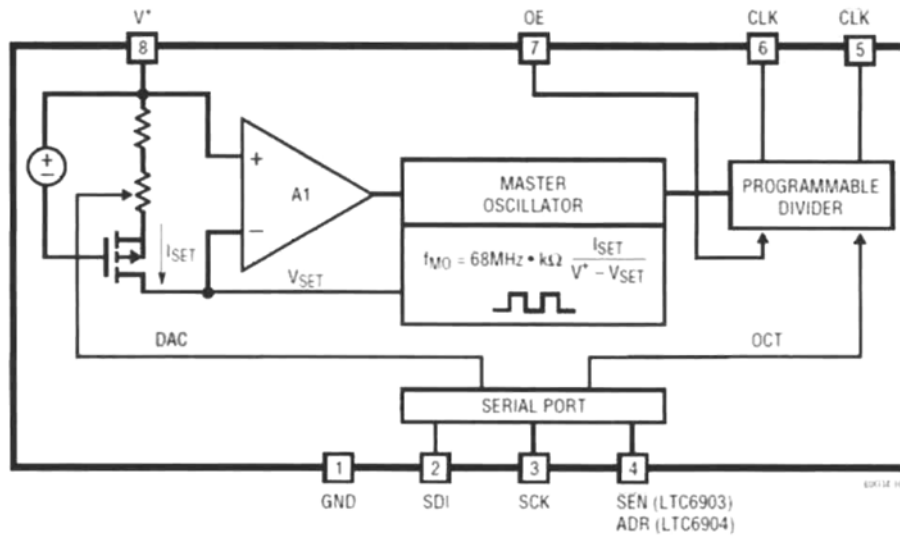 V+ OE CLK CLK
8 7 6 5
+
−
+
A1
−
MASTER
OSCILLATOR
PROGRAMMABLE
DIVIDER
ISET
fMO = 68MHz • kΩ ISET / V+ − VSET
VSET
DAC OCT
SERIAL PORT
1 2 3 4
GND SDI SCK SEN (LTC6903)
ADR (LTC6904)